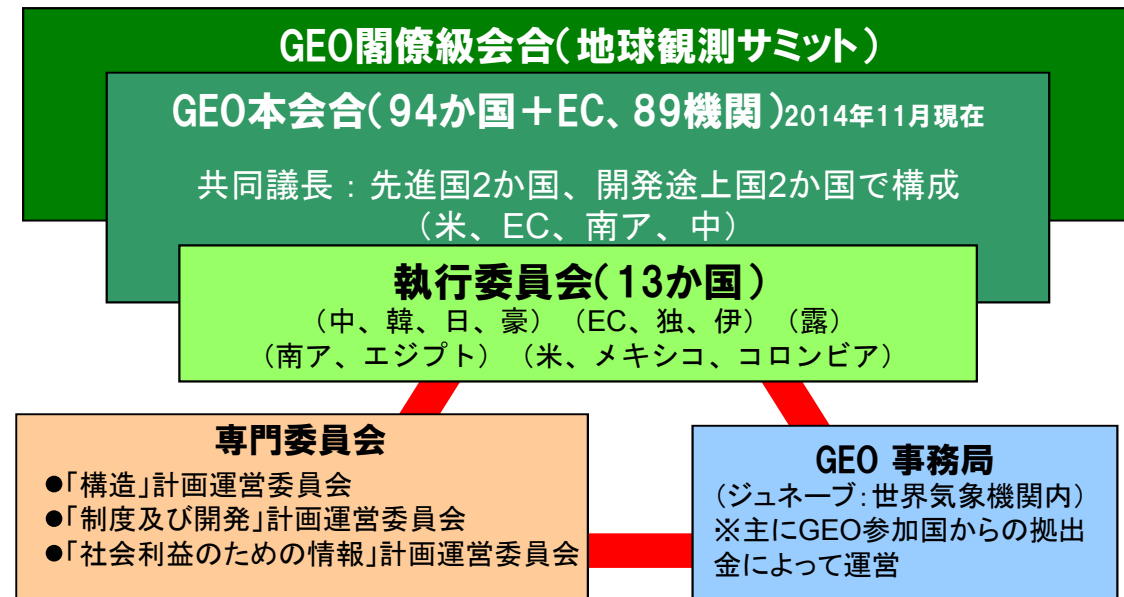 GEO閣僚級会合(地球観測サミット)
GEO本会合(94か国+EC、89機関)2014年11月現在
共同議長:先進国2か国、開発途上国2か国で構成
(米、EC、南ア、中)
執行委員会(13か国)
(中、韓、日、豪) (EC、独、伊) (露)
(南ア、エジプト) (米、メキシコ、コロンビア)
専門委員会
●「構造」計画運営委員会
●「制度及び開発」計画運営委員会
●「社会利益のための情報」計画運営委員会
GEO 事務局
(ジュネーブ:世界気象機関内)
※主にGEO参加国からの拠出
金によって運営